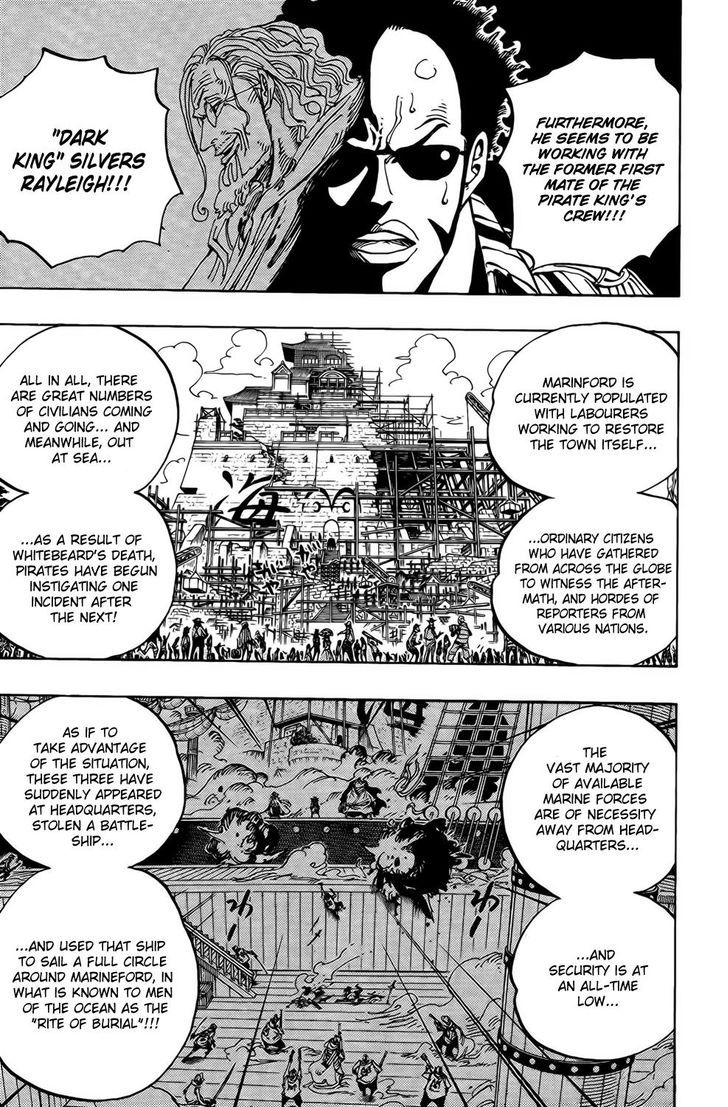 FURTHERMORE,
HE SEEMS TO BE
WORKING WITH
THE FORMER FIRST
MATE OF THE
PIRATE KING'S
CREW!!!
"DARK
KING" SILVERS
RAYLEIGH!!!
MARINFORD IS
CURRENTLY POPULATED
WITH LABOURERS
WORKING TO RESTORE
THE TOWN ITSELF...
...ORDINARY CITIZENS
WHO HAVE GATHERED
FROM ACROSS THE GLOBE
TO WITNESS THE AFTER-
MATH, AND HORDES OF
REPORTERS FROM
VARIOUS NATIONS.
ALL IN ALL, THERE
ARE GREAT NUMBERS
OF CIVILIANS COMING
AND GOING... AND
MEANWHILE, OUT
AT SEA...
...AS A RESULT OF
WHITEBEARD'S DEATH,
PIRATES HAVE BEGUN
INSTIGATING ONE
INCIDENT AFTER
THE NEXT!
海
THE
VAST MAJORITY
OF AVAILABLE
MARINE FORCES
ARE OF NECESSITY
AWAY FROM HEAD-
QUARTERS...
...AND
SECURITY IS AT
AN ALL-TIME
LOW...
AS IF TO
TAKE ADVANTAGE
OF THE SITUATION,
THESE THREE HAVE
SUDDENLY APPEARED
AT HEADQUARTERS,
STOLEN A BATTLE-
SHIP...
...AND USED THAT SHIP
TO SAIL A FULL CIRCLE
AROUND MARINEFORD, IN
WHAT IS KNOWN TO MEN
OF THE OCEAN AS THE
"RITE OF BURIAL"!!!